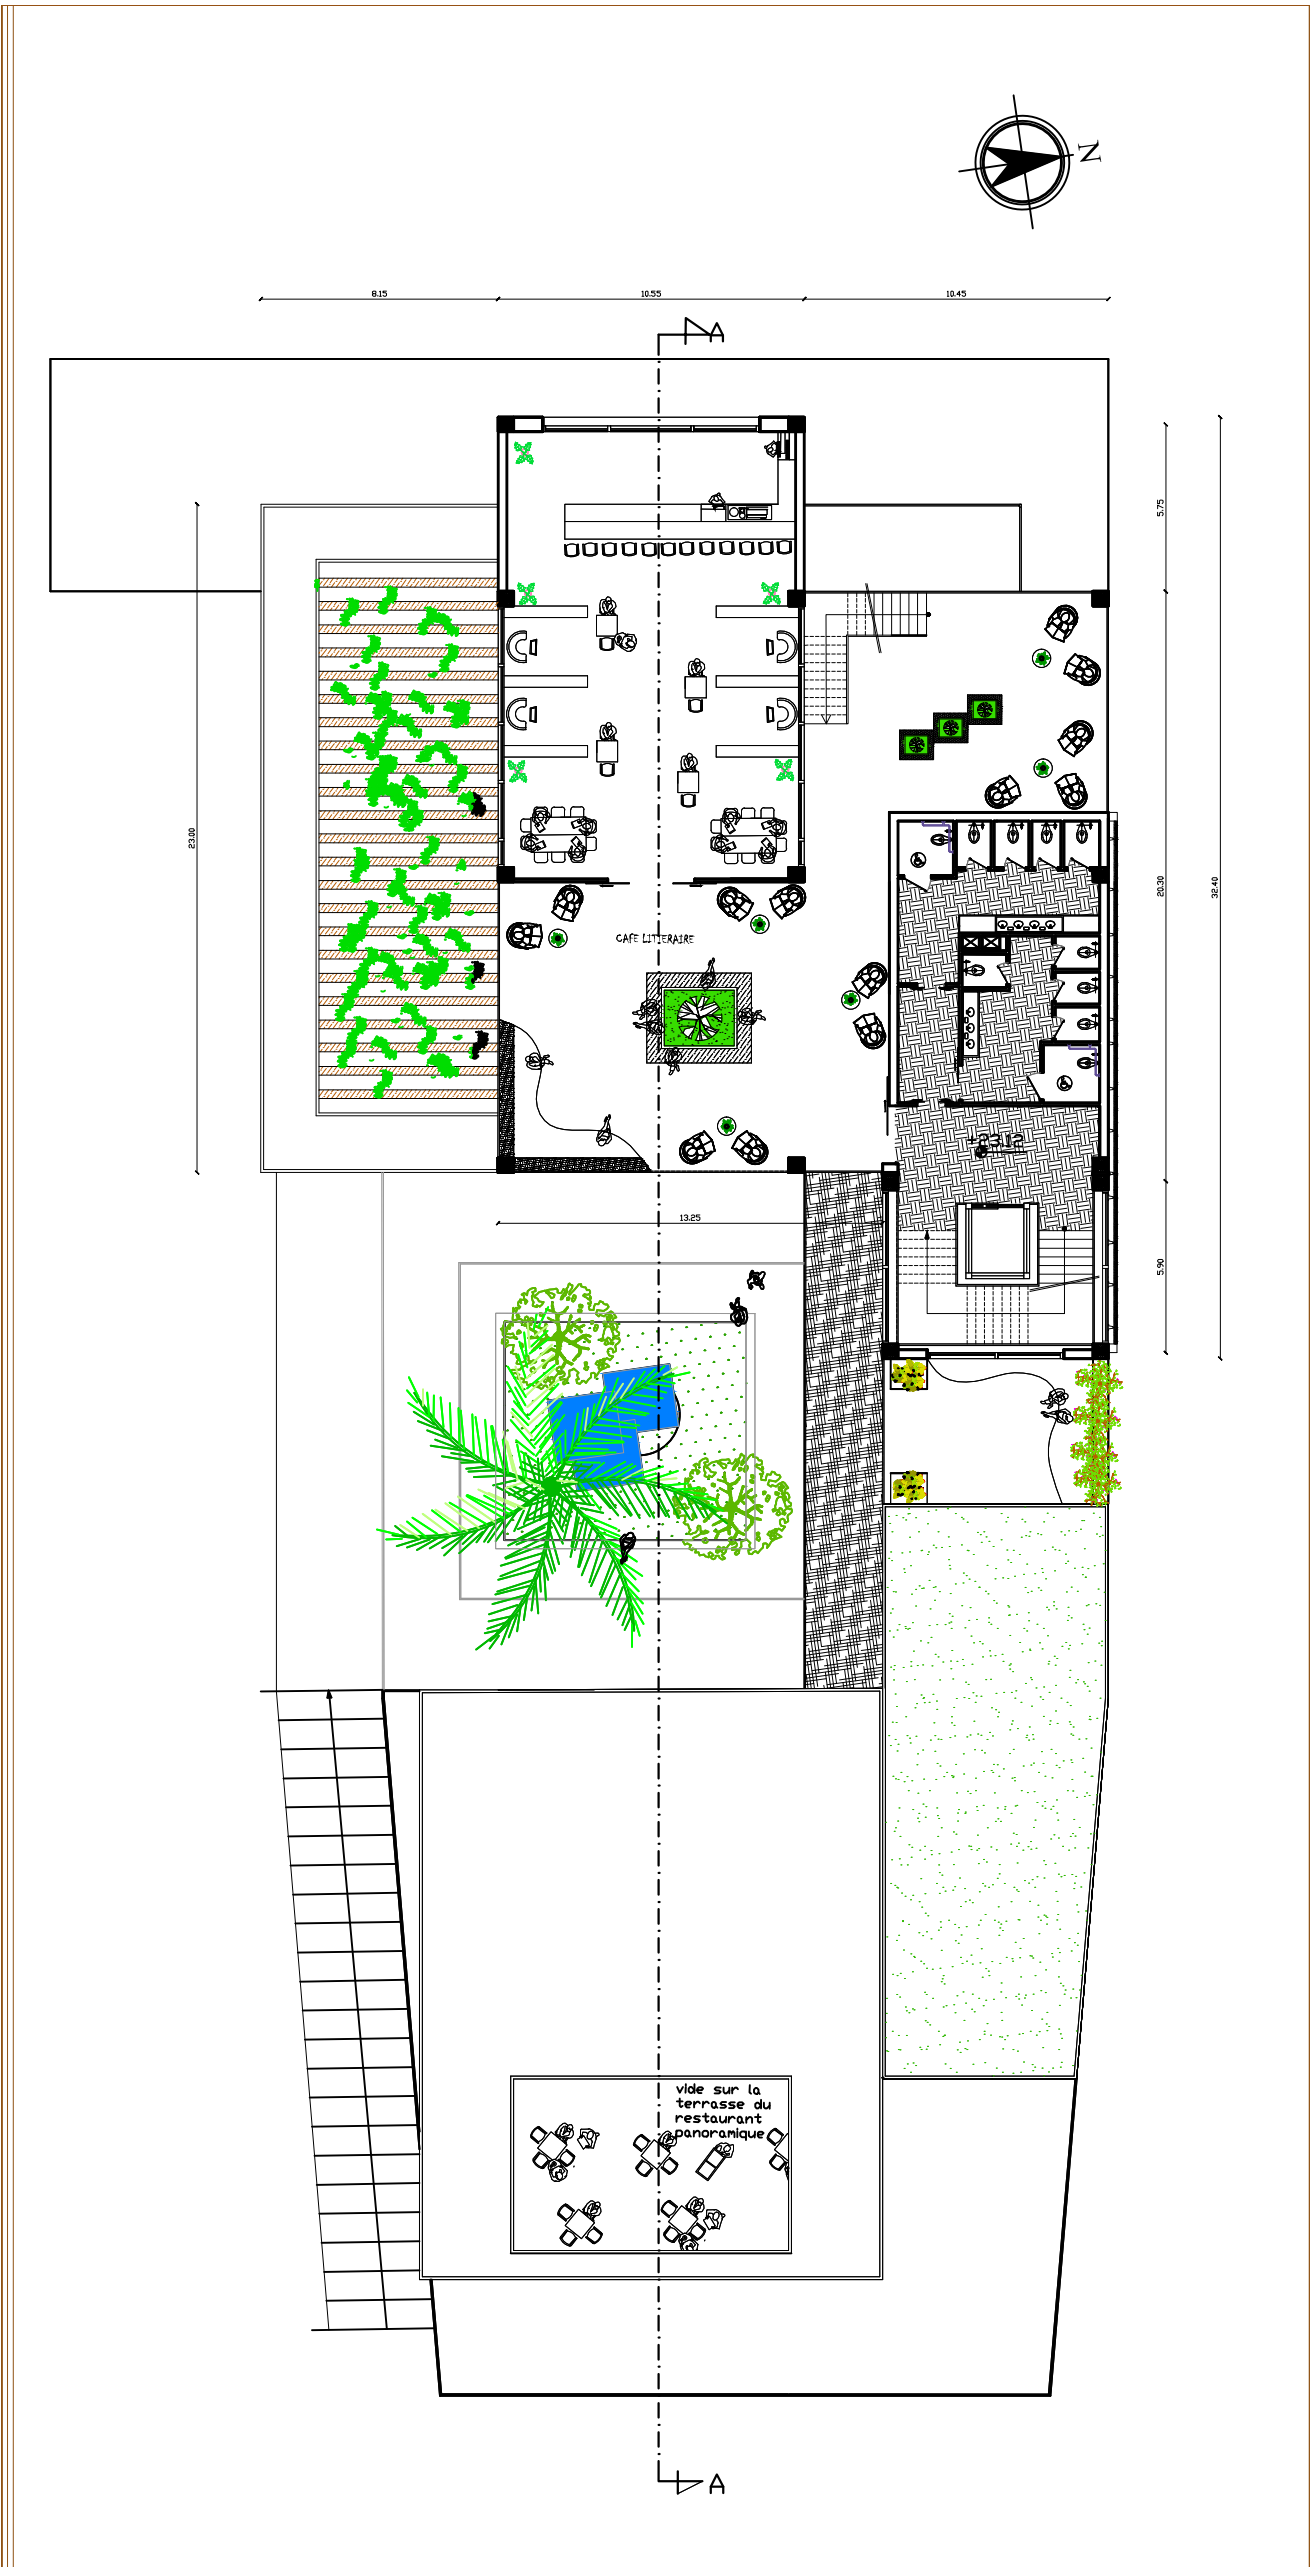 N
8.15
10.55
10.45
A
5.75
23.00
20.30
32.40
CAFE LITIERAIRE
+23.12
13.25
5.90
vide sur la
terrasse du
restaurant
panoramique
A